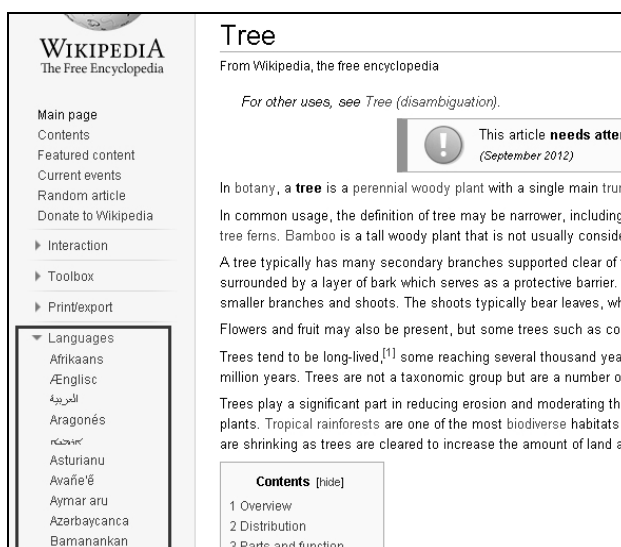 WIKIPEDIA
The Free Encyclopedia
Main page
Contents
Featured content
Current events
Random article
Donate to Wikipedia
Interaction
Toolbox
Print/export
Languages
Afrikaans
Ænglisc
العربية
Aragonés
ܐܪܡܝܐ
Asturianu
Avañe'ẽ
Aymar aru
Azərbaycanca
Bamanankan
Tree
From Wikipedia, the free encyclopedia
For other uses, see Tree (disambiguation).
This article needs
(September 2012)
In botany, a tree is a perennial woody plant with a single main
In common usage, the definition of tree may be narrower, including
tree ferns. Bamboo is a tall woody plant that is not usually
A tree typically has many secondary branches supported clear of
surrounded by a layer of bark which serves as a protective barrier.
smaller branches and shoots. The shoots typically bear leaves,
Flowers and fruit may also be present, but some trees such as
Trees tend to be long-lived,[1] some reaching several thousand
million years. Trees are not a taxonomic group but are a number
Trees play a significant part in reducing erosion and moderating
plants. Tropical rainforests are one of the most biodiverse habitats
are shrinking as trees are cleared to increase the amount of land
Contents [hide]
1 Overview
2 Distribution
3 Parts and function